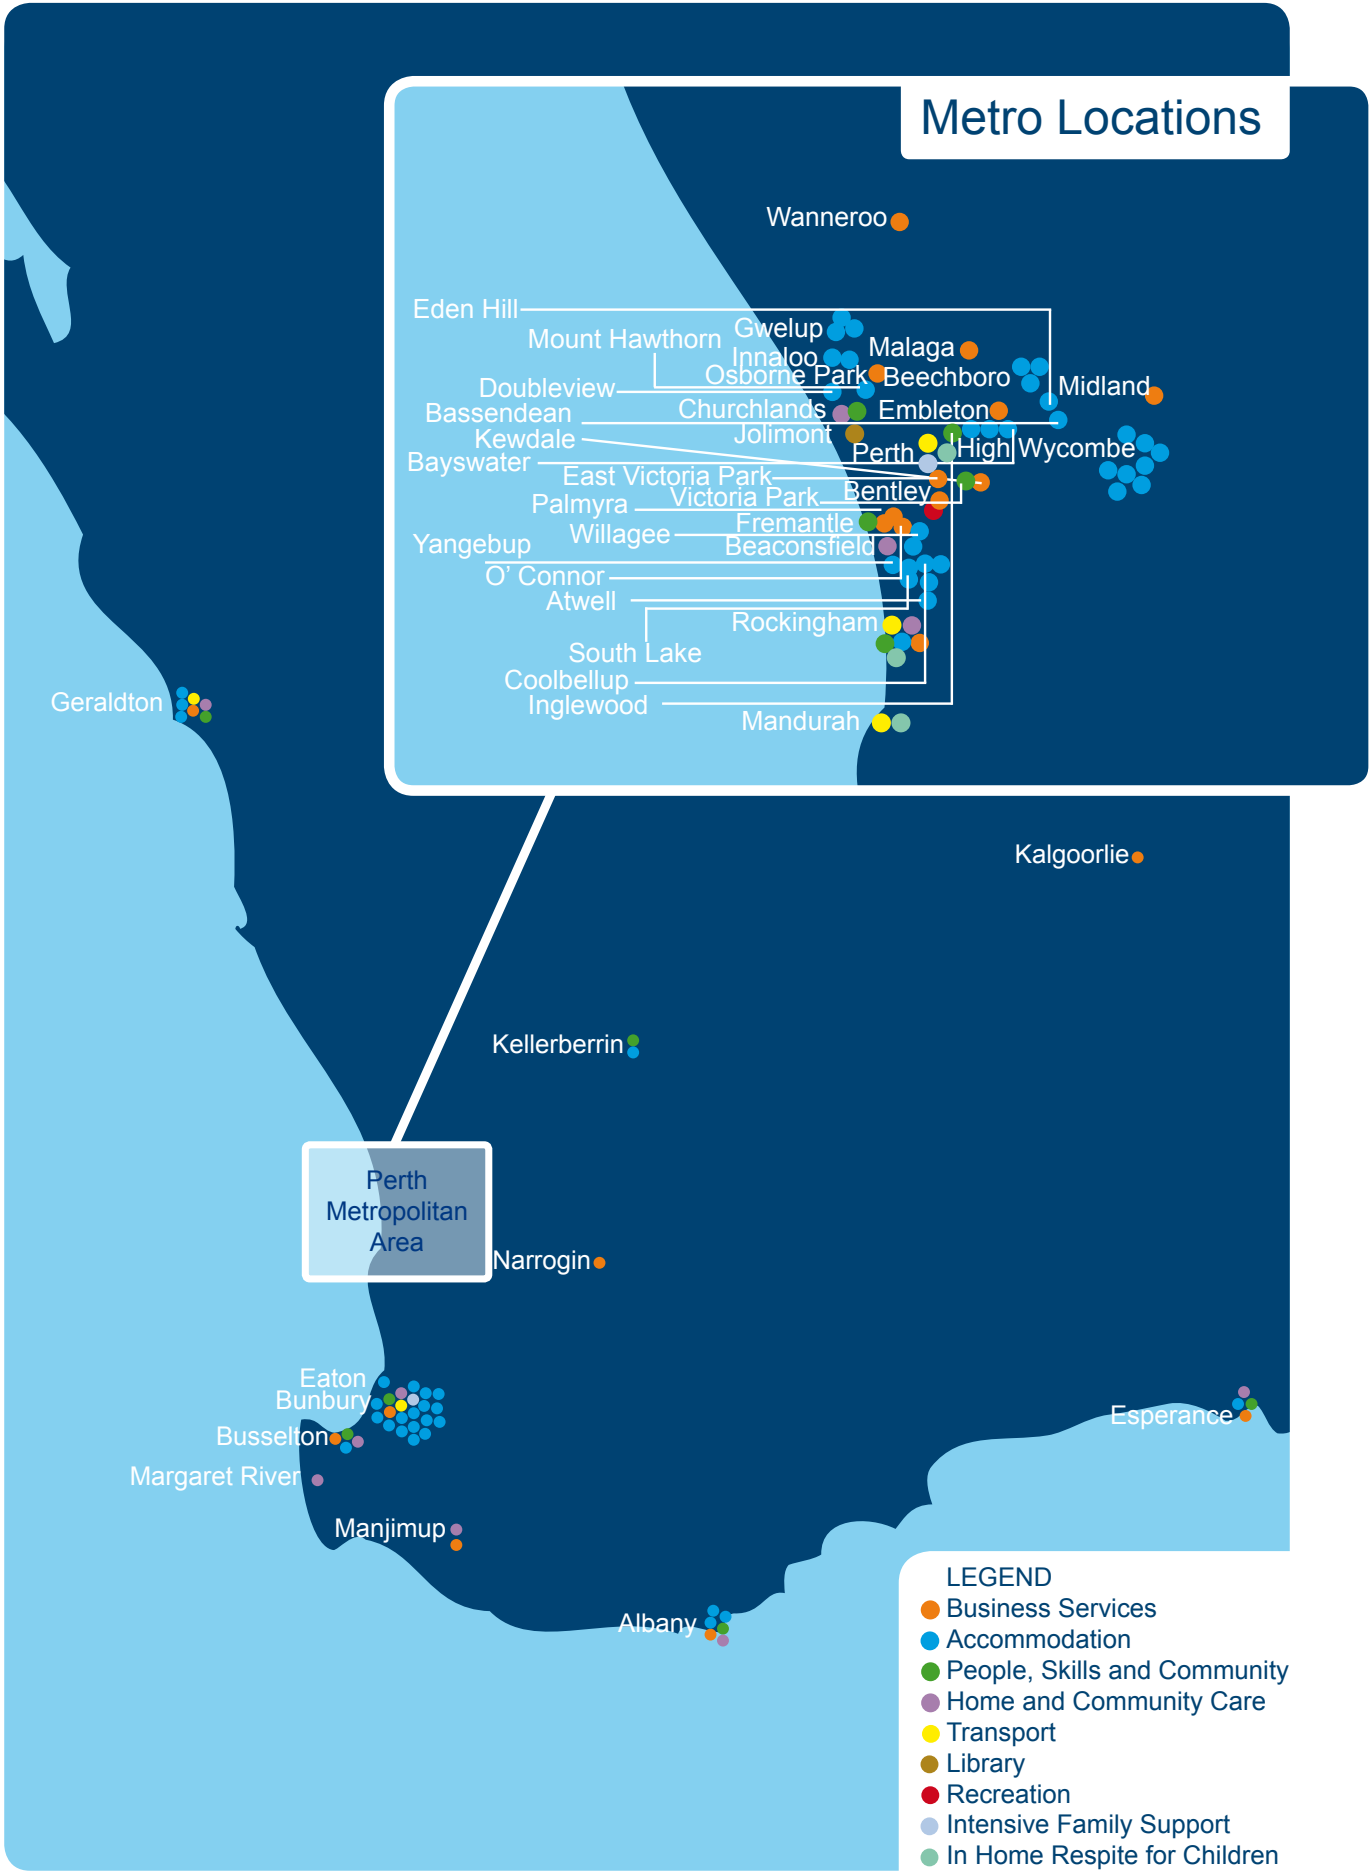 Metro Locations
Wanneroo
Eden Hill
Gwelup
Mount Hawthorn
Malaga
Innaloo
Osborne Park
Beechboro
Midland
Doubleview
Churchlands
Embleton
Bassendean
Jolimont
Kewdale
Perth
High Wycombe
Bayswater
East Victoria Park
Bentley
Victoria Park
Palmyra
Fremantle
Willagee
Beaconsfield
Yangebup
O' Connor
Atwell
Rockingham
South Lake
Coolbellup
Inglewood
Mandurah
Geraldton
Kalgoorlie
Kellerberrin
Perth
Metropolitan
Area
Narrogin
Eaton
Bunbury
Busselton
Esperance
Margaret River
Manjimup
Albany
LEGEND
Business Services
Accommodation
People, Skills and Community
Home and Community Care
Transport
Library
Recreation
Intensive Family Support
In Home Respite for Children